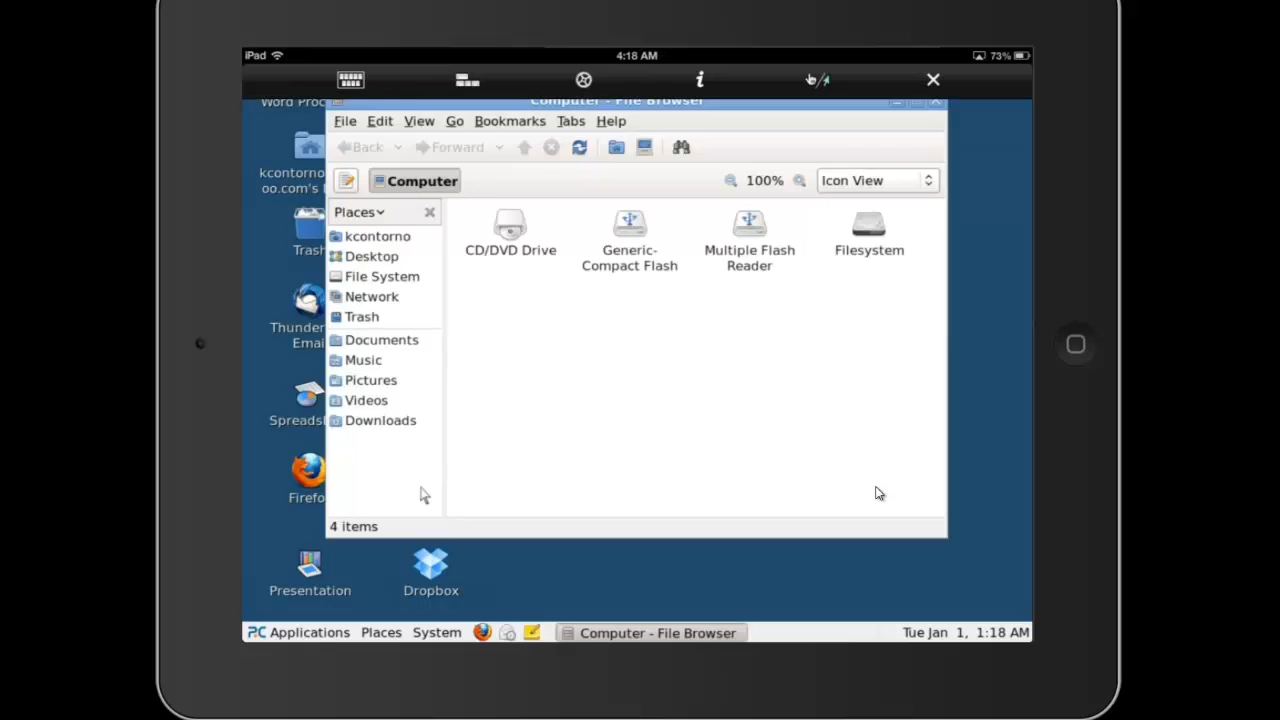 iPad
4:18 AM
73%
Word Proc
Computer - File Browser
File Edit View Go Bookmarks Tabs Help
Back Forward
Computer
100%
Icon View
Places
kcontorno
Desktop
File System
Network
Trash
Documents
Music
Pictures
Videos
Downloads
CD/DVD Drive
Generic-
Compact Flash
Multiple Flash
Reader
Filesystem
4 items
kcontorno
oo.com's
Trash
Thunder
Emai
Spreads
Firefo
Presentation
Dropbox
PC Applications Places System
Computer - File Browser
Tue Jan 1, 1:18 AM